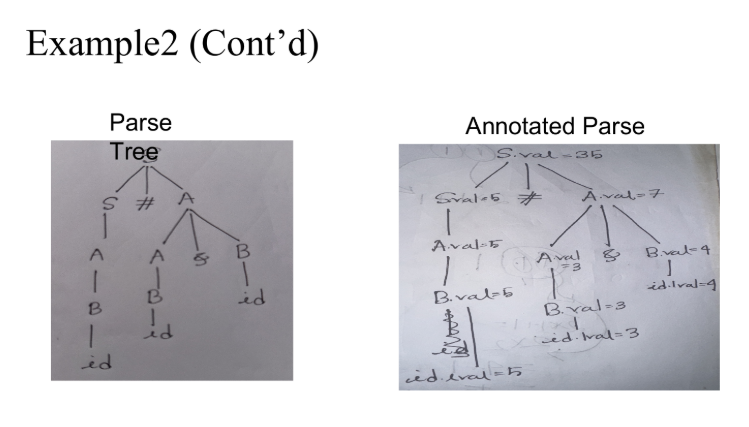 Example2 (Cont'd)
Parse
Tree
S
S # A
A A & B
B B id
id id
Annotated Parse
S.val=35
Sval=5 # A.val=7
A.val=5 A.val =3 & B.val=4
id.lval=4
B.val=5 B.val=3
id.lval=3
id.lval=5